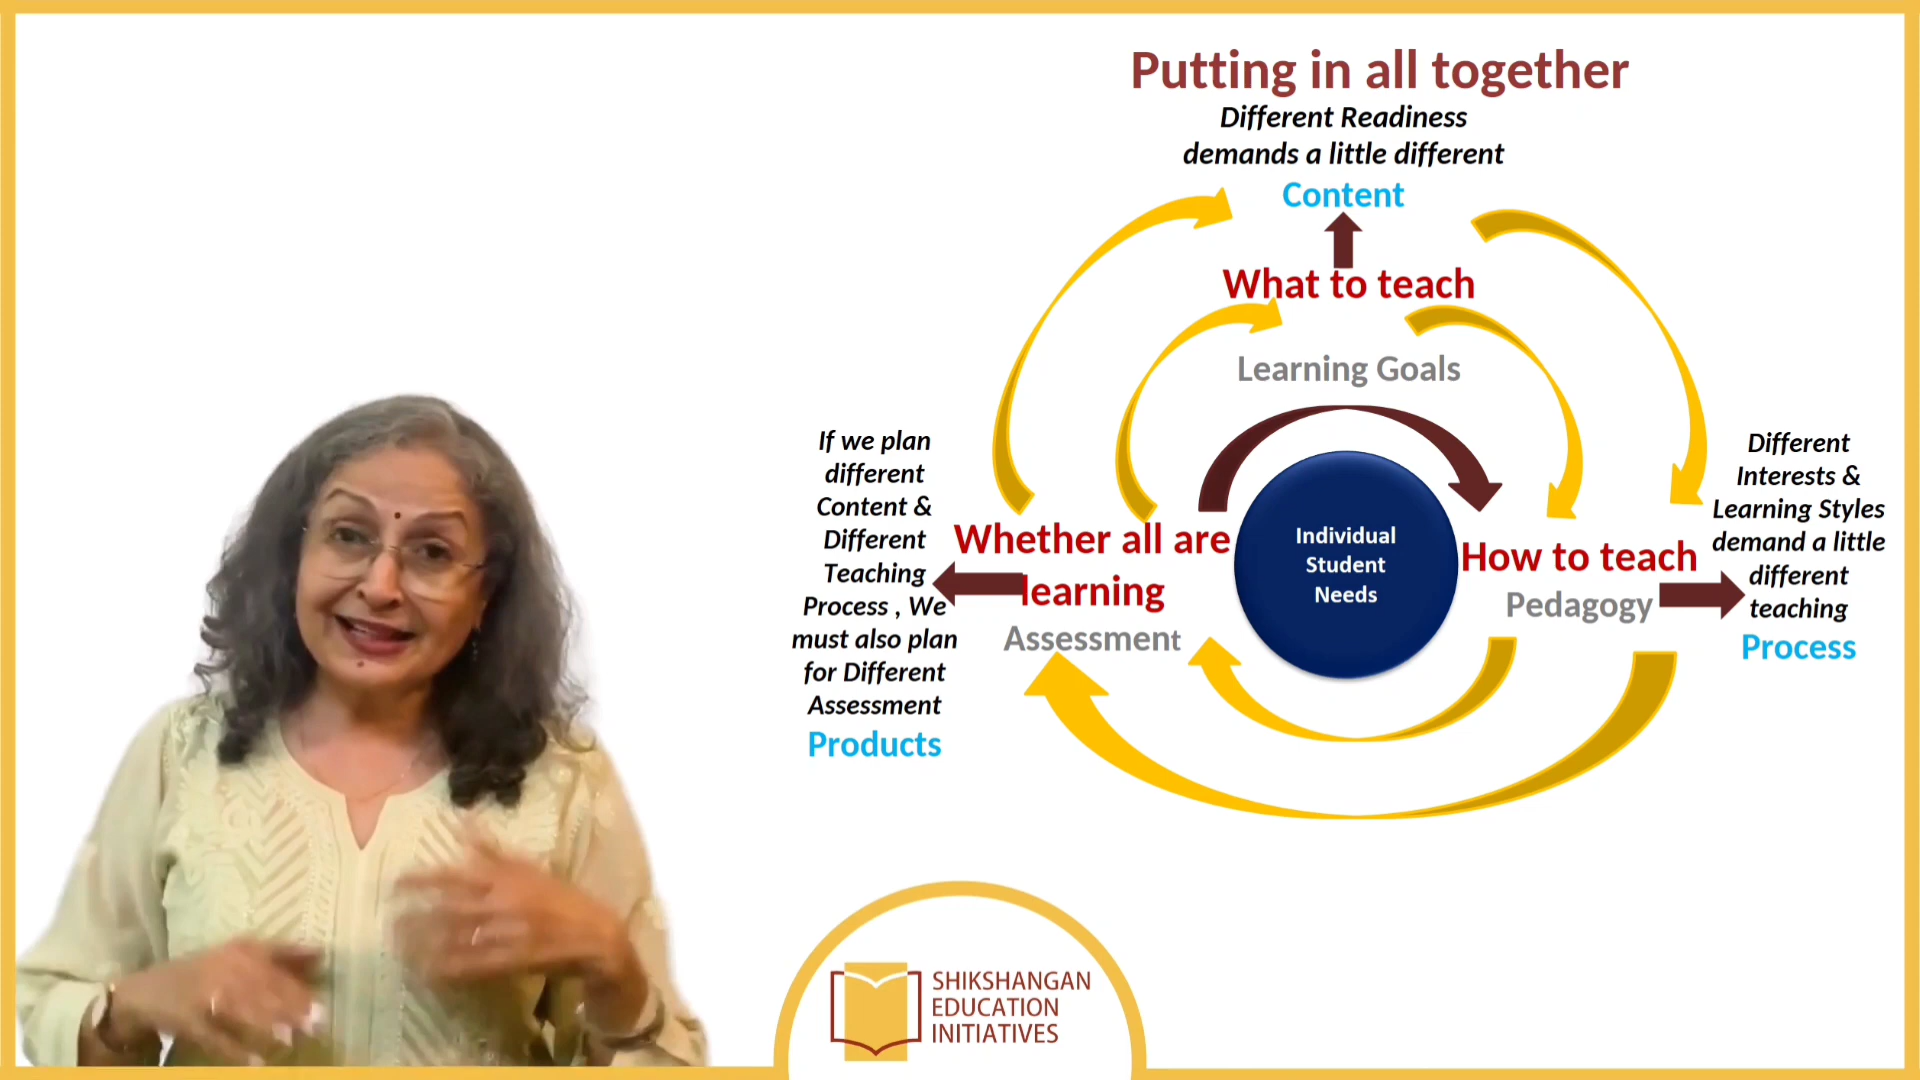 Putting in all together
Different Readiness
demands a little different
Content
What to teach
Learning Goals
If we plan
different
Content &
Different
Teaching
Process , We
must also plan
for Different
Assessment
Products
Whether all are
learning
Assessment
Individual
Student
Needs
How to teach
Pedagogy
Different
Interests &
Learning Styles
demand a little
different
teaching
Process
SHIKSHANGAN
EDUCATION
INITIATIVES